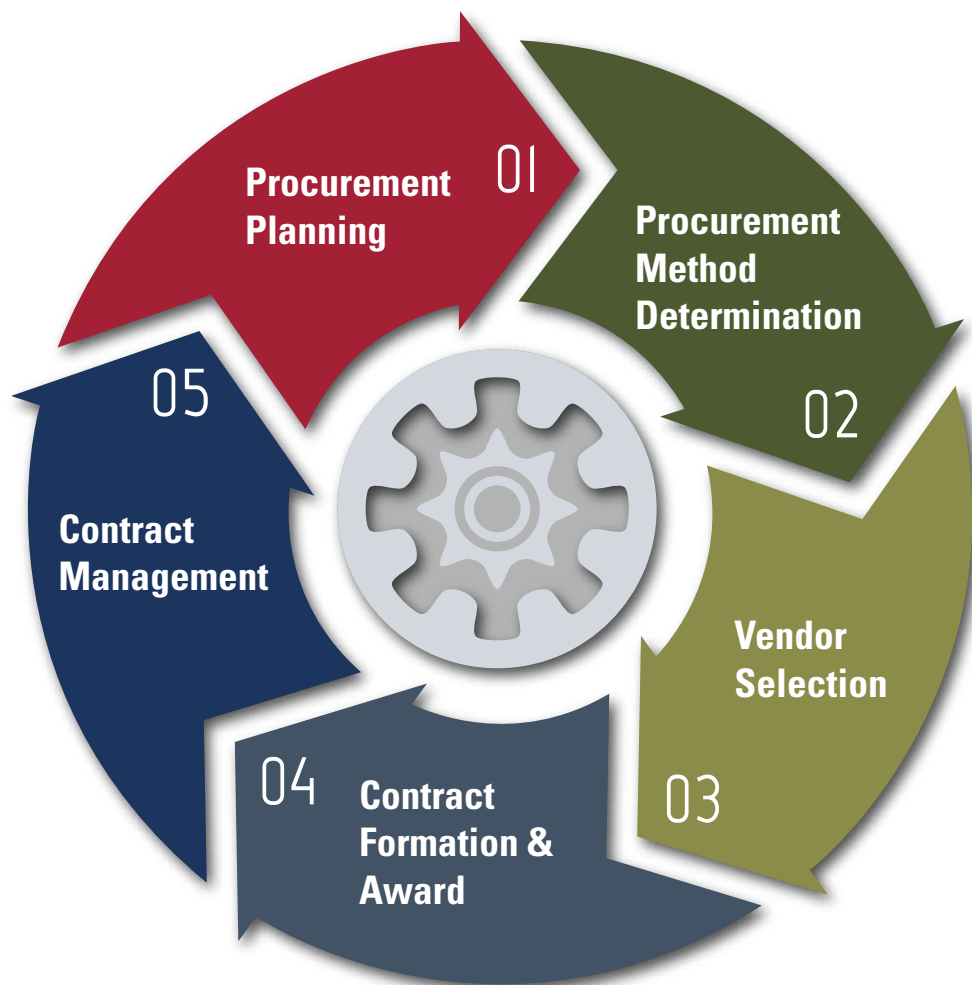 01
Procurement
Planning
Procurement
Method
Determination
02
Vendor
Selection
03
04
Contract
Formation &
Award
05
Contract
Management